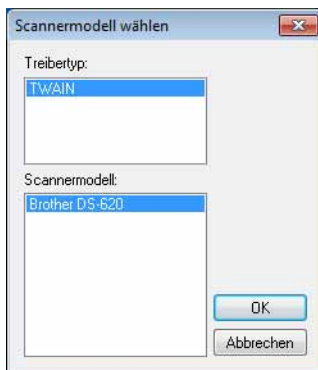 Scannermodell wählen
Treibertyp:
TWAIN
Scannermodell:
Brother DS-620
OK
Abbrechen